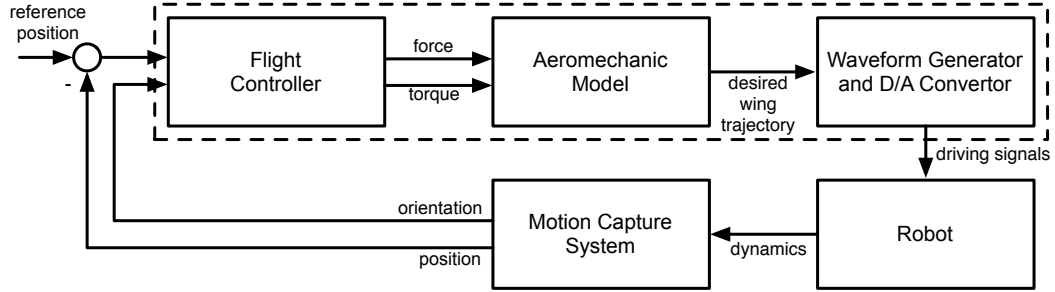 reference
position
-
Flight
Controller
force
torque
Aeromechanic
Model
desired
wing
trajectory
Waveform Generator
and D/A Convertor
driving signals
Robot
dynamics
Motion Capture
System
orientation
position